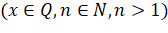 (x ∈ Q, n ∈ N, n > 1)